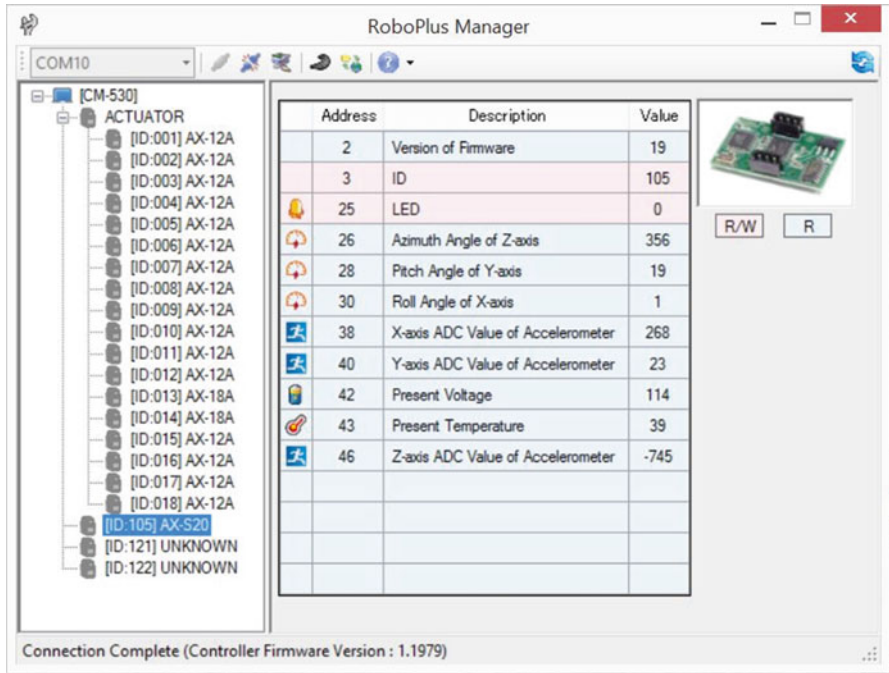 RoboPlus Manager
COM10
[CM-530]
ACTUATOR
[ID:001] AX-12A
[ID:002] AX-12A
[ID:003] AX-12A
[ID:004] AX-12A
[ID:005] AX-12A
[ID:006] AX-12A
[ID:007] AX-12A
[ID:008] AX-12A
[ID:009] AX-12A
[ID:010] AX-12A
[ID:011] AX-12A
[ID:012] AX-12A
[ID:013] AX-18A
[ID:014] AX-18A
[ID:015] AX-12A
[ID:016] AX-12A
[ID:017] AX-12A
[ID:018] AX-12A
[ID:105] AX-S20
[ID:121] UNKNOWN
[ID:122] UNKNOWN
Address Description Value
2 Version of Firmware 19
3 ID 105
25 LED 0
26 Azimuth Angle of Z-axis 356
28 Pitch Angle of Y-axis 19
30 Roll Angle of X-axis 1
38 X-axis ADC Value of Accelerometer 268
40 Y-axis ADC Value of Accelerometer 23
42 Present Voltage 114
43 Present Temperature 39
46 Z-axis ADC Value of Accelerometer -745
R/W R
Connection Complete (Controller Firmware Version : 1.1979)